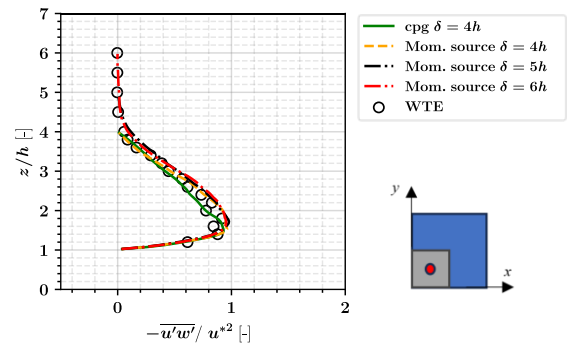 7
6
5
4
3
2
1
0
z/h [-]
0
1
2
−u′w′/ u*² [-]
cpg δ = 4h
Mom. source δ = 4h
Mom. source δ = 5h
Mom. source δ = 6h
WTE
y
x